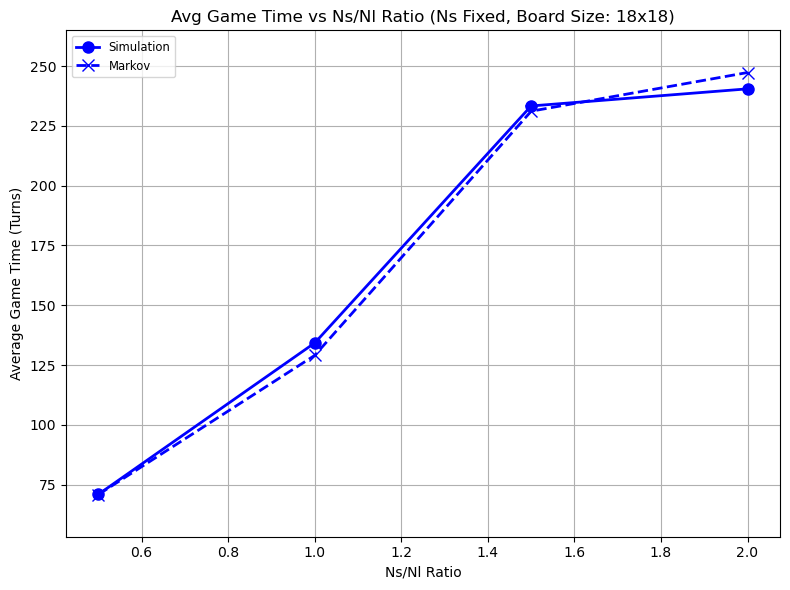 Avg Game Time vs Ns/Nl Ratio (Ns Fixed, Board Size: 18x18)
Simulation
Markov
250
225
200
175
150
125
100
75
Average Game Time (Turns)
0.6 0.8 1.0 1.2 1.4 1.6 1.8 2.0
Ns/Nl Ratio